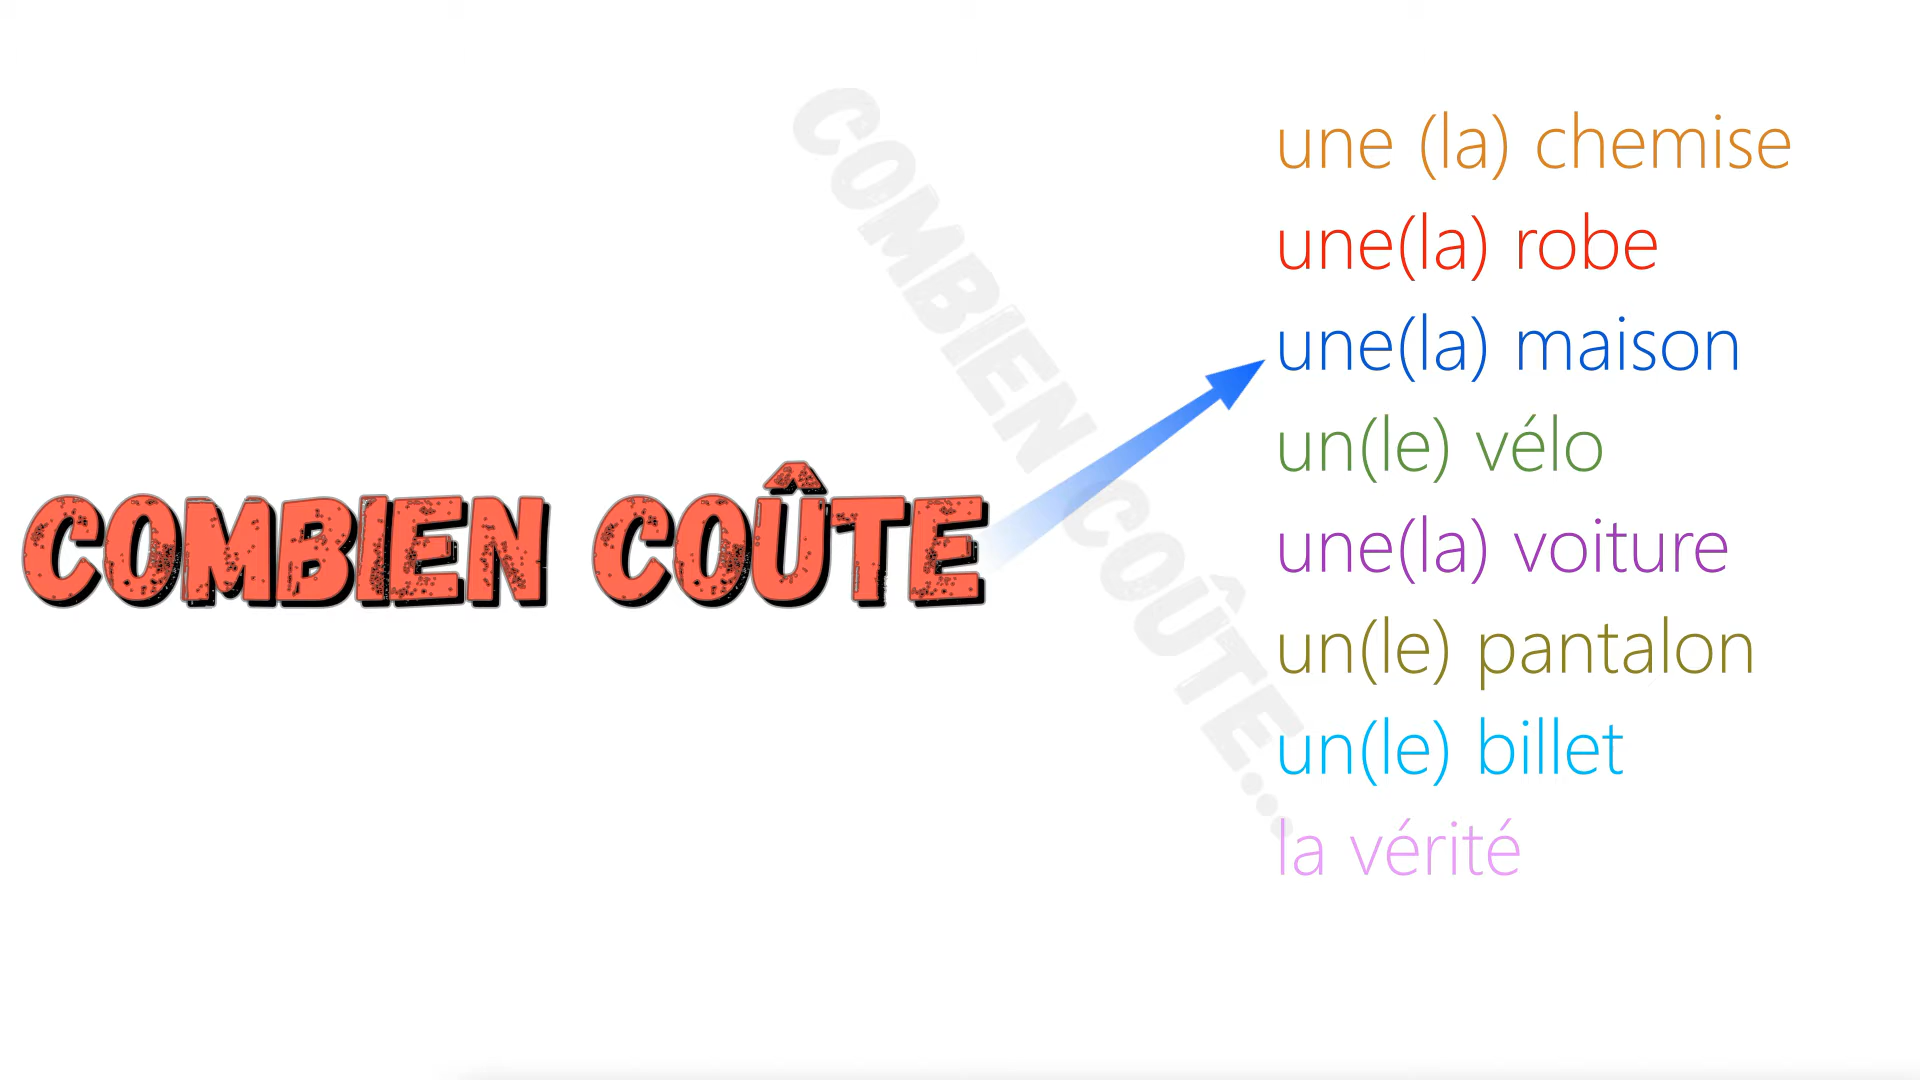 COMBIEN COÛTE
COMBIEN COÛTE...
une (la) chemise
une(la) robe
une(la) maison
un(le) vélo
une(la) voiture
un(le) pantalon
un(le) billet
la vérité